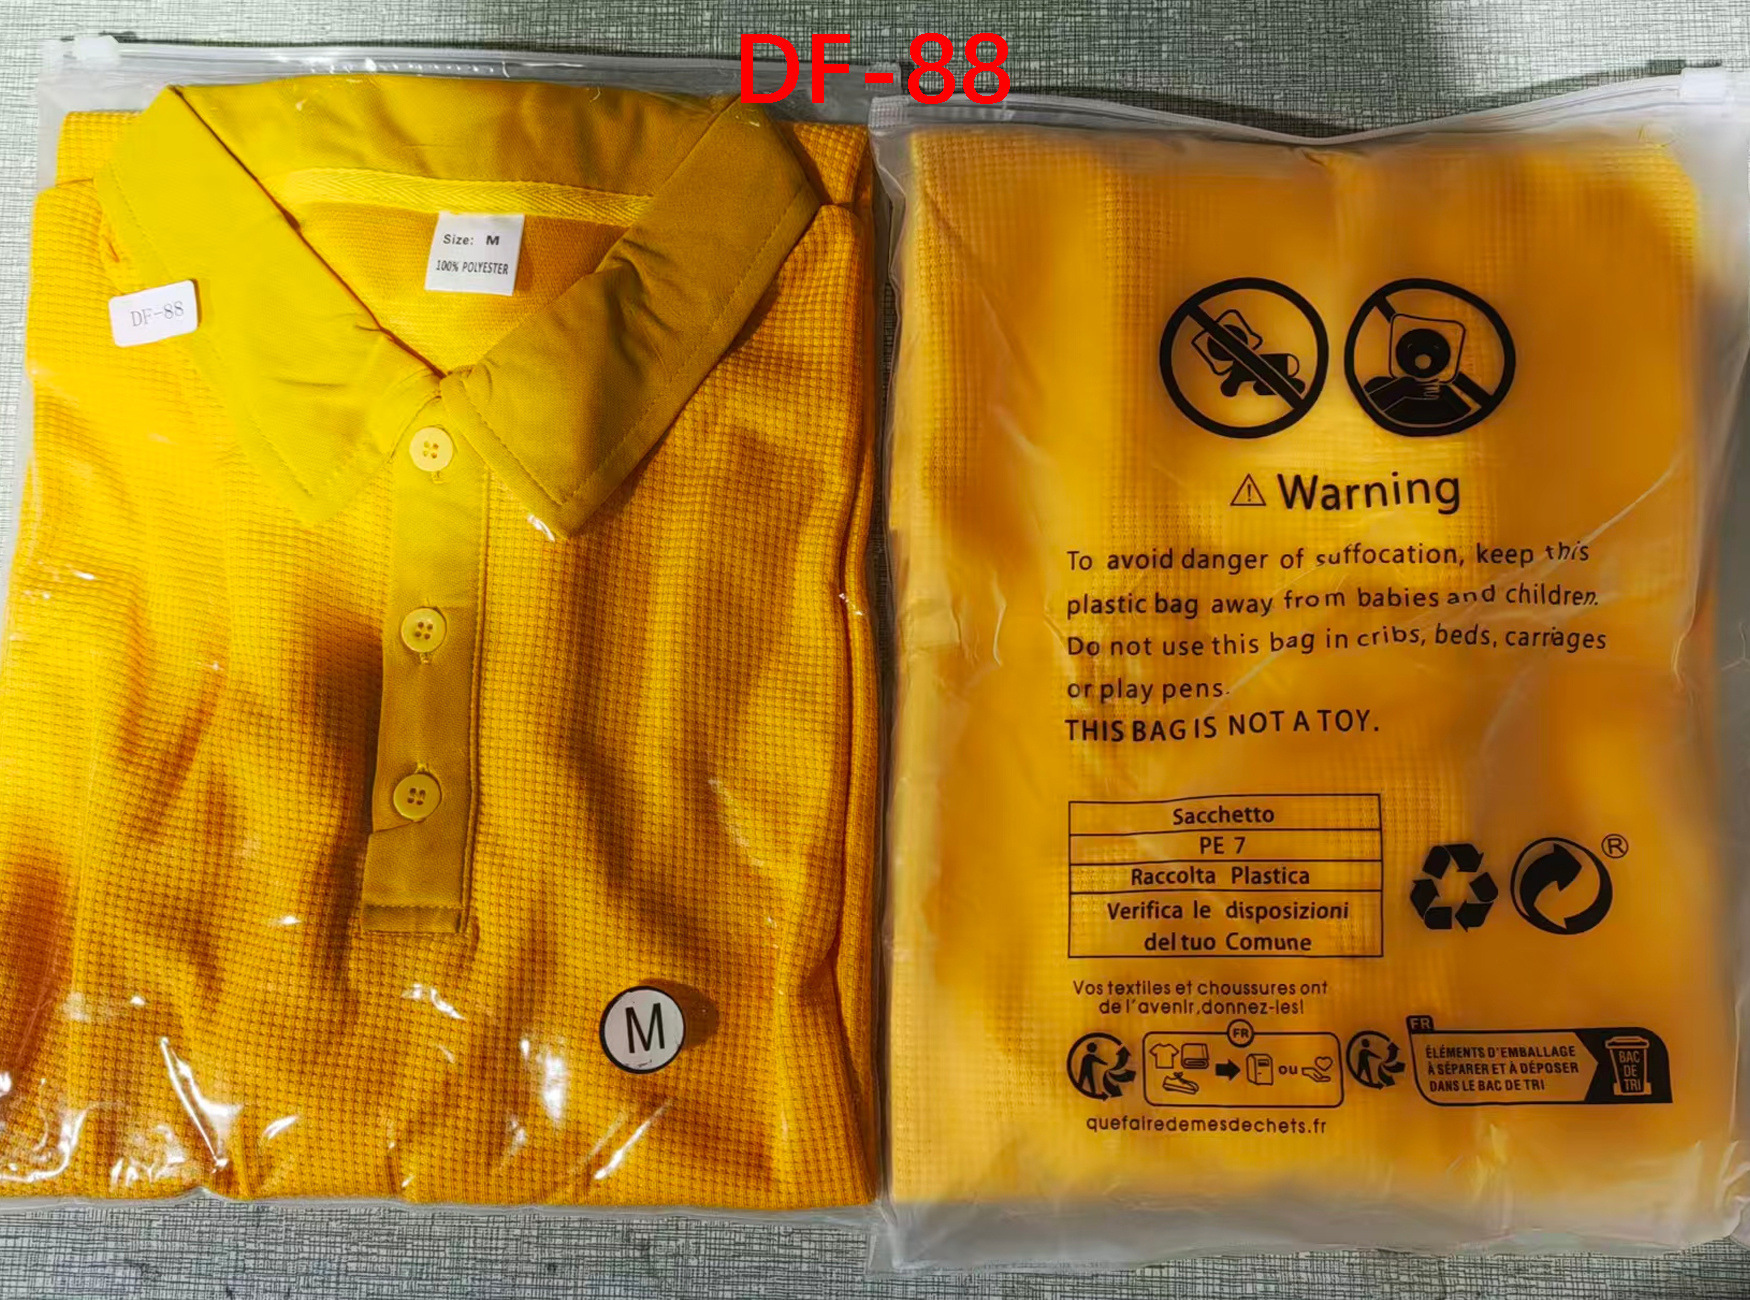 DF-88
Size: M
100% POLYESTER
DF-88
M
⚠ Warning
To avoid danger of suffocation, keep this
plastic bag away from babies and children.
Do not use this bag in cribs, beds, carriages
or play pens.
THIS BAG IS NOT A TOY.
Sacchetto
PE 7
Raccolta Plastica
Verifica le disposizioni
del tuo Comune
®
Vos textiles et chaussures ont
de l'avenir, donnez-les!
FR
ou
quefairedemesdechets.fr
FR
ÉLÉMENTS D'EMBALLAGE
À SÉPARER ET À DÉPOSER
DANS LE BAC DE TRI
BAC
DE
TRI